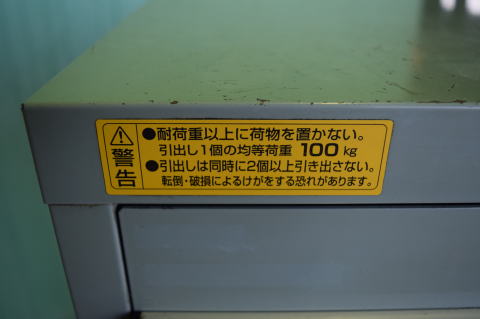 警告
●耐荷重以上に荷物を置かない。
引出し1個の均等荷重 100kg
●引出しは同時に2個以上引き出さない。
転倒・破損によるけがをする恐れがあります。